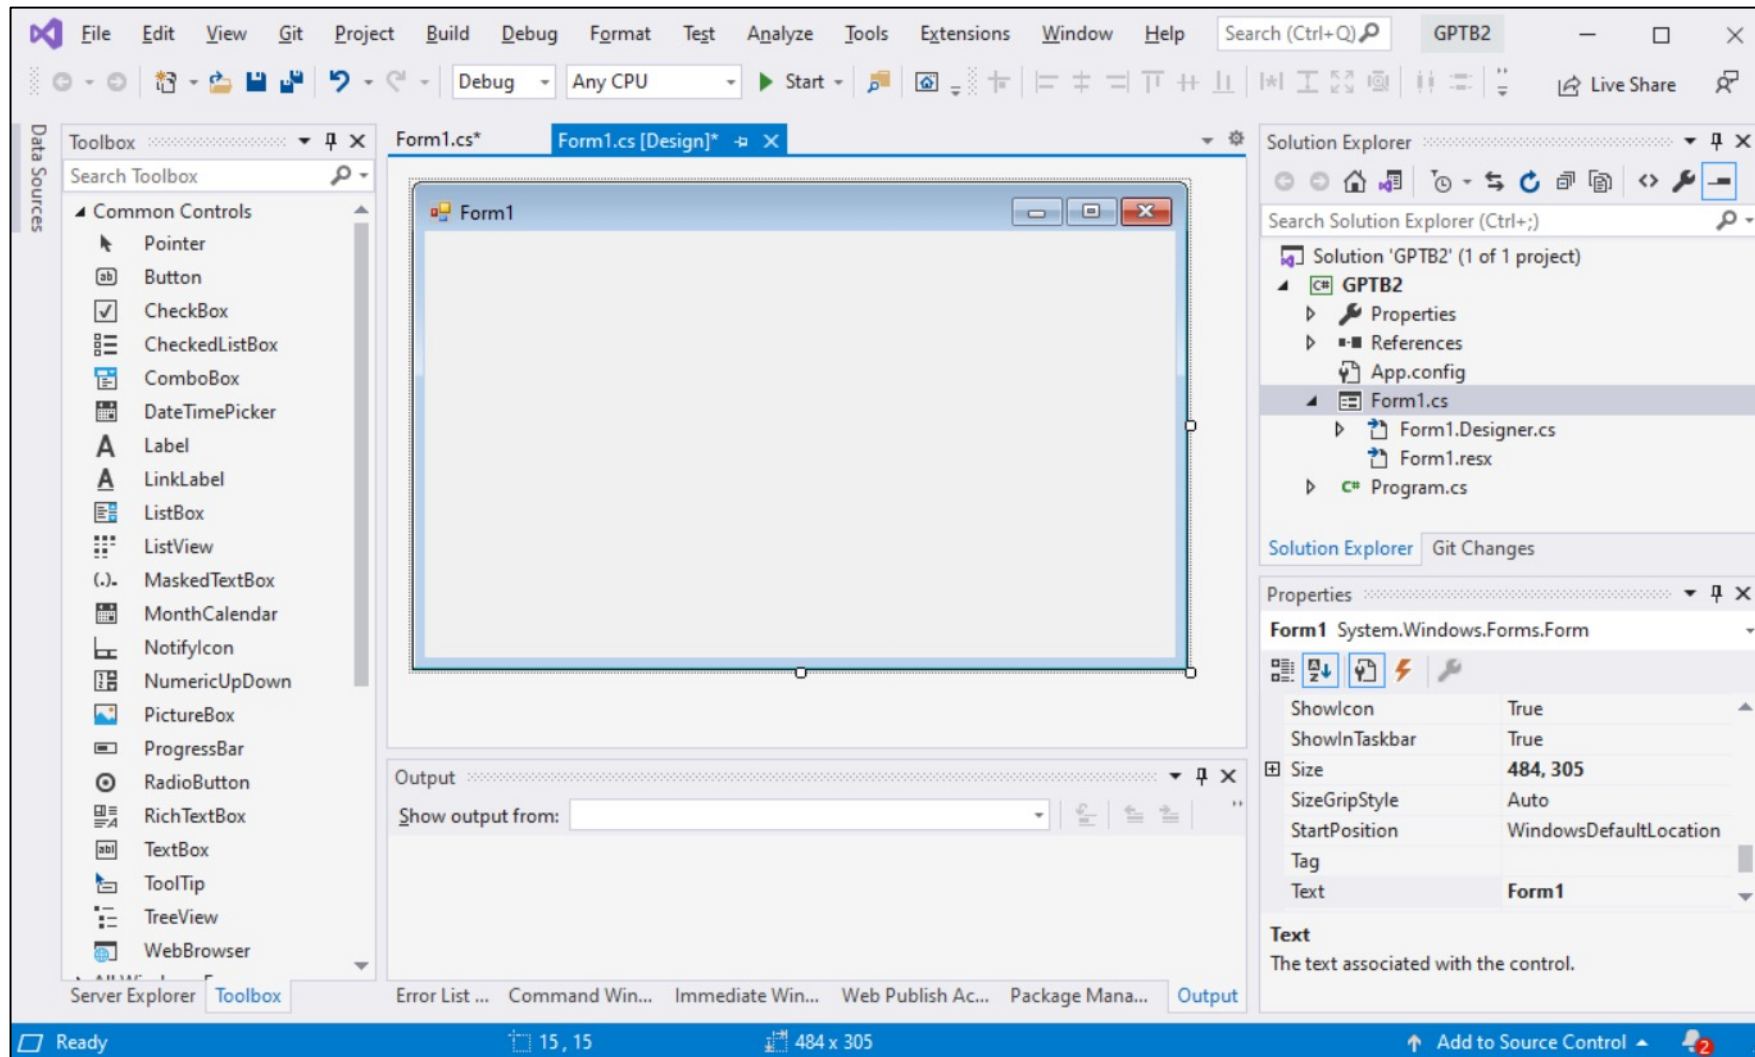 File Edit View Git Project Build Debug Format Test Analyze Tools Extensions Window Help Search (Ctrl+Q) GPTB2
Debug Any CPU Start Live Share
Data Sources
Toolbox
Search Toolbox
Common Controls
Pointer
Button
CheckBox
CheckedListBox
ComboBox
DateTimePicker
Label
LinkLabel
ListBox
ListView
MaskedTextBox
MonthCalendar
NotifyIcon
NumericUpDown
PictureBox
ProgressBar
RadioButton
RichTextBox
TextBox
ToolTip
TreeView
WebBrowser
Server Explorer Toolbox
Form1.cs* Form1.cs [Design]*
Form1
Output
Show output from:
Error List ... Command Win... Immediate Win... Web Publish Ac... Package Mana... Output
Solution Explorer
Search Solution Explorer (Ctrl+;)
Solution 'GPTB2' (1 of 1 project)
C# GPTB2
Properties
References
App.config
Form1.cs
Form1.Designer.cs
Form1.resx
C# Program.cs
Solution Explorer Git Changes
Properties
Form1 System.Windows.Forms.Form
ShowIcon True
ShowInTaskbar True
Size 484, 305
SizeGripStyle Auto
StartPosition WindowsDefaultLocation
Tag
Text Form1
Text
The text associated with the control.
Ready 15 , 15 484 x 305 Add to Source Control 2